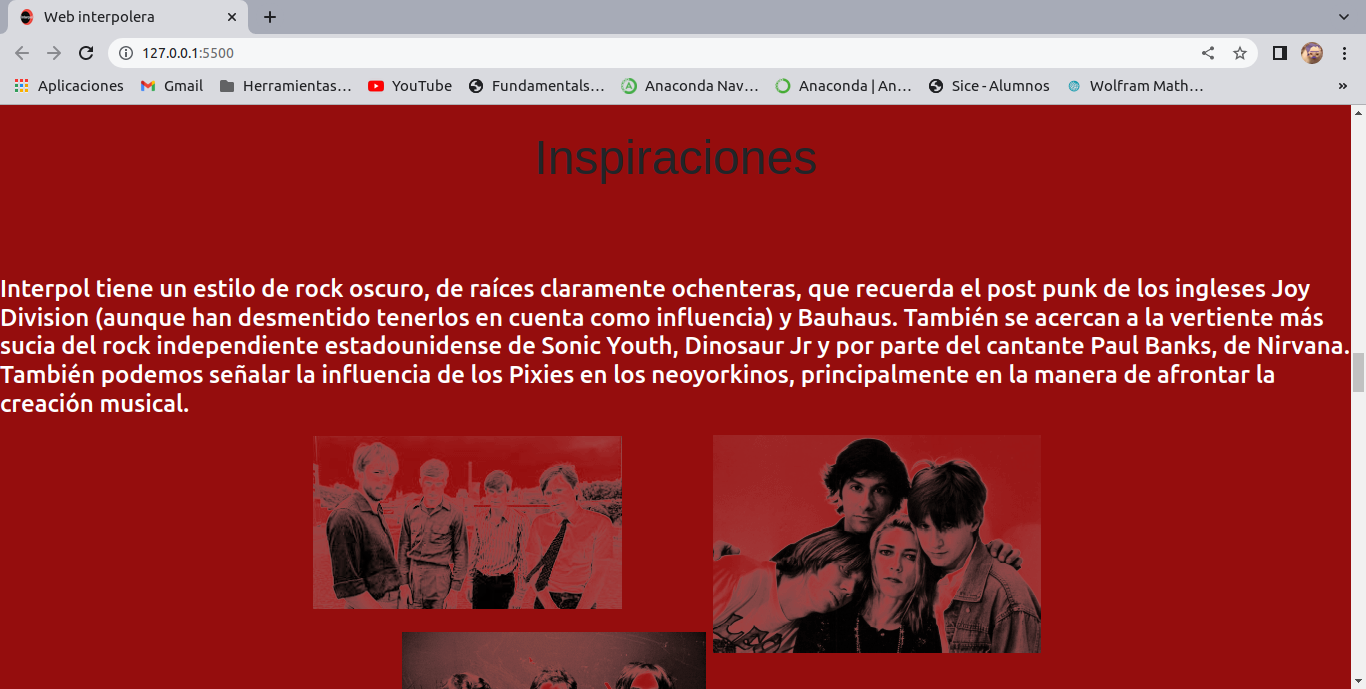 Web interpolera
127.0.0.1:5500
Aplicaciones Gmail Herramientas… YouTube Fundamentals… Anaconda Nav… Anaconda | An… Sice - Alumnos Wolfram Math… »
Inspiraciones
Interpol tiene un estilo de rock oscuro, de raíces claramente ochenteras, que recuerda el post punk de los ingleses Joy
Division (aunque han desmentido tenerlos en cuenta como influencia) y Bauhaus. También se acercan a la vertiente más
sucia del rock independiente estadounidense de Sonic Youth, Dinosaur Jr y por parte del cantante Paul Banks, de Nirvana.
También podemos señalar la influencia de los Pixies en los neoyorkinos, principalmente en la manera de afrontar la
creación musical.